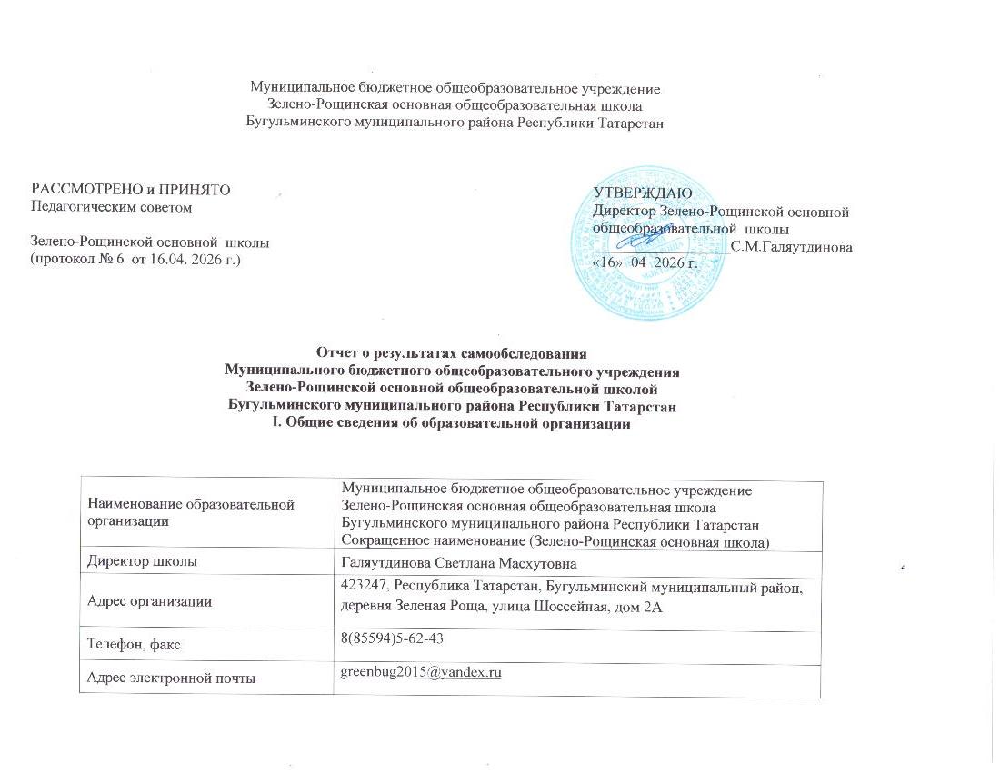 Муниципальное бюджетное общеобразовательное учреждение
Зелено-Рощинская основная общеобразовательная школа
Бугульминского муниципального района Республики Татарстан
РАССМОТРЕНО и ПРИНЯТО
Педагогическим советом
Зелено-Рощинской основной школы
(протокол № 6 от 16.04. 2026 г.)
УТВЕРЖДАЮ
Директор Зелено-Рощинской основной
общеобразовательной школы
___________________С.М.Галяутдинова
«16» 04 2026 г.
Отчет о результатах самообследования
Муниципального бюджетного общеобразовательного учреждения
Зелено-Рощинской основной общеобразовательной школой
Бугульминского муниципального района Республики Татарстан
I. Общие сведения об образовательной организации
Наименование образовательной
организации
Муниципальное бюджетное общеобразовательное учреждение
Зелено-Рощинская основная общеобразовательная школа
Бугульминского муниципального района Республики Татарстан
Сокращенное наименование (Зелено-Рощинская основная школа)
Директор школы
Галяутдинова Светлана Масхутовна
Адрес организации
423247, Республика Татарстан, Бугульминский муниципальный район,
деревня Зеленая Роща, улица Шоссейная, дом 2А
Телефон, факс
8(85594)5-62-43
Адрес электронной почты
greenbug2015@yandex.ru